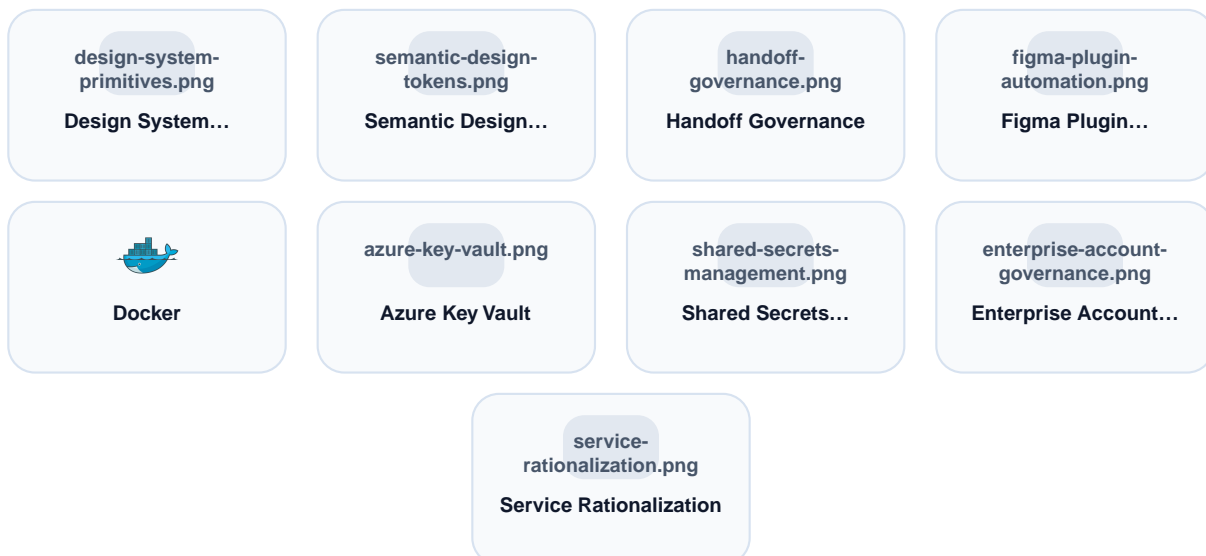 design-system-
primitives.png
Design System…
semantic-design-
tokens.png
Semantic Design…
handoff-
governance.png
Handoff Governance
figma-plugin-
automation.png
Figma Plugin…
Docker
azure-key-vault.png
Azure Key Vault
shared-secrets-
management.png
Shared Secrets…
enterprise-account-
governance.png
Enterprise Account…
service-
rationalization.png
Service Rationalization